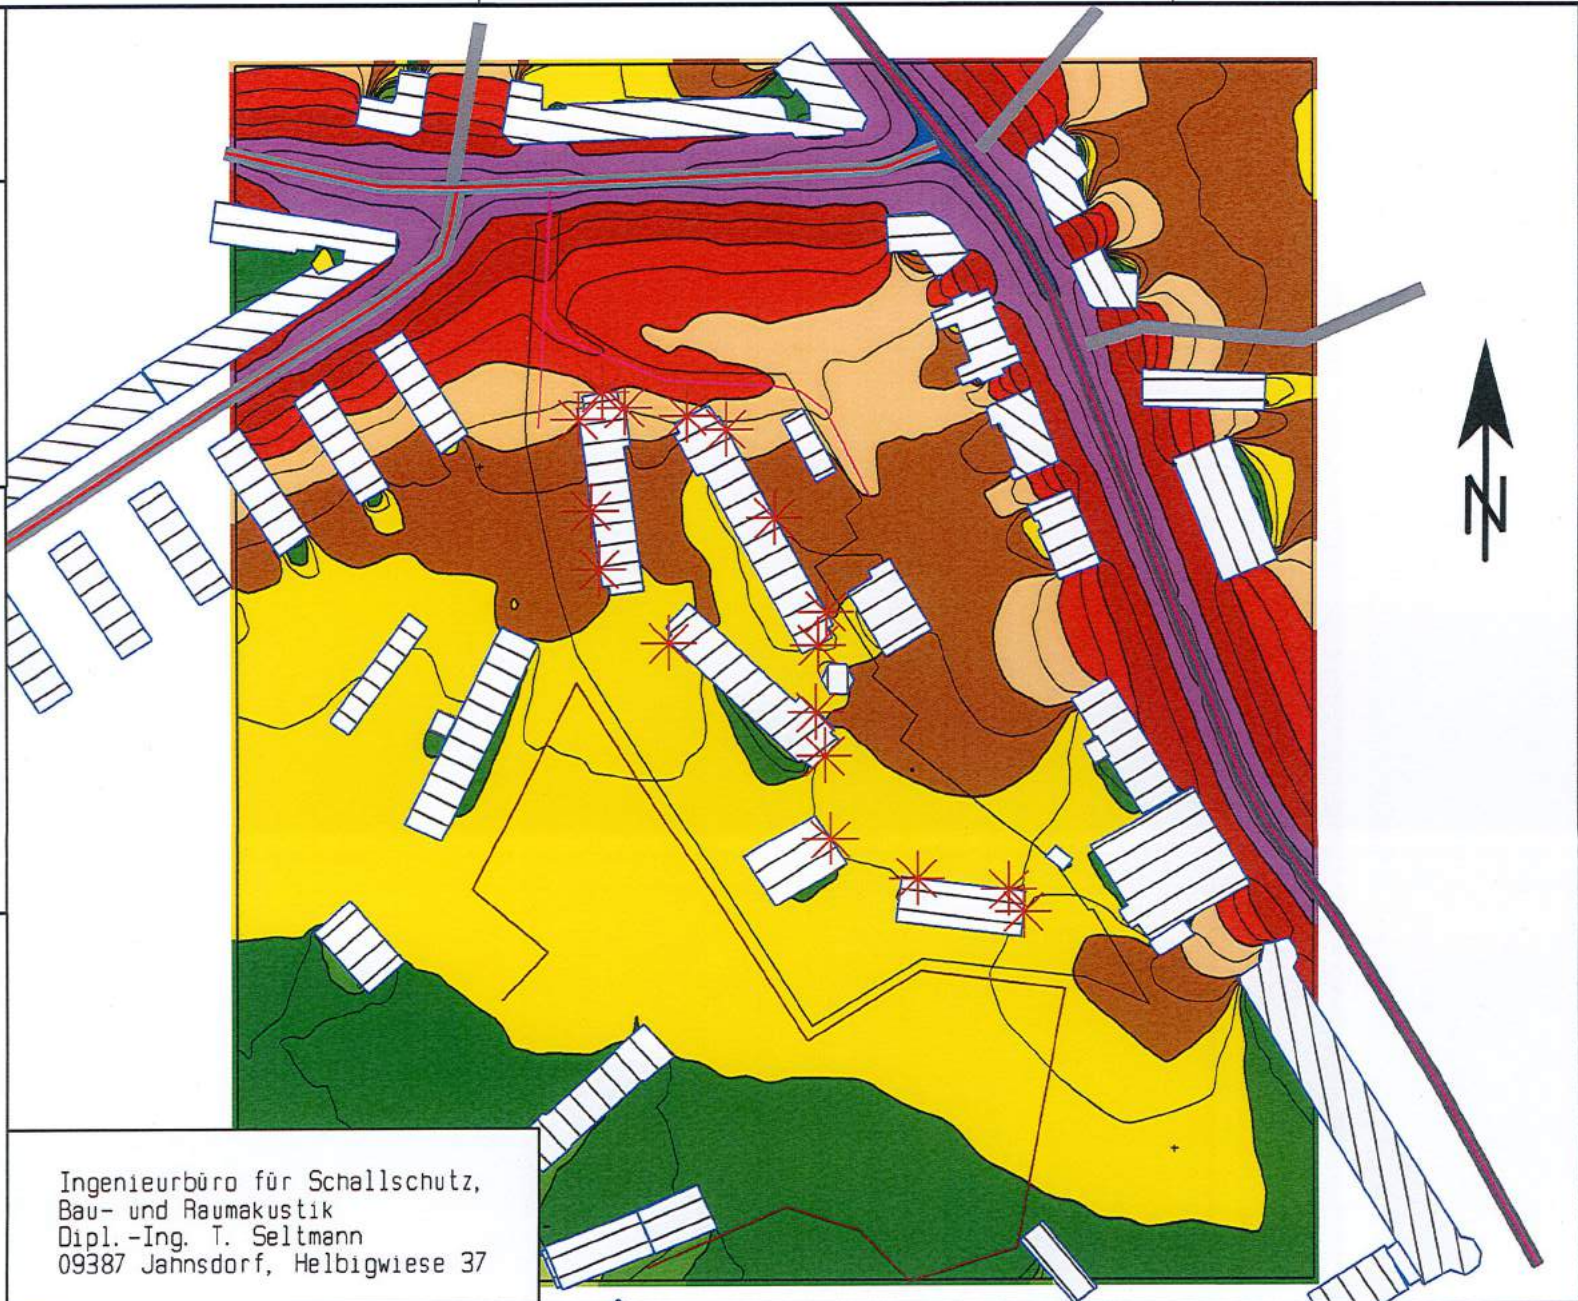 N
Ingenieurbüro für Schallschutz,
Bau- und Raumakustik
Dipl.-Ing. T. Seltmann
09387 Jahnsdorf, Helbigwiese 37